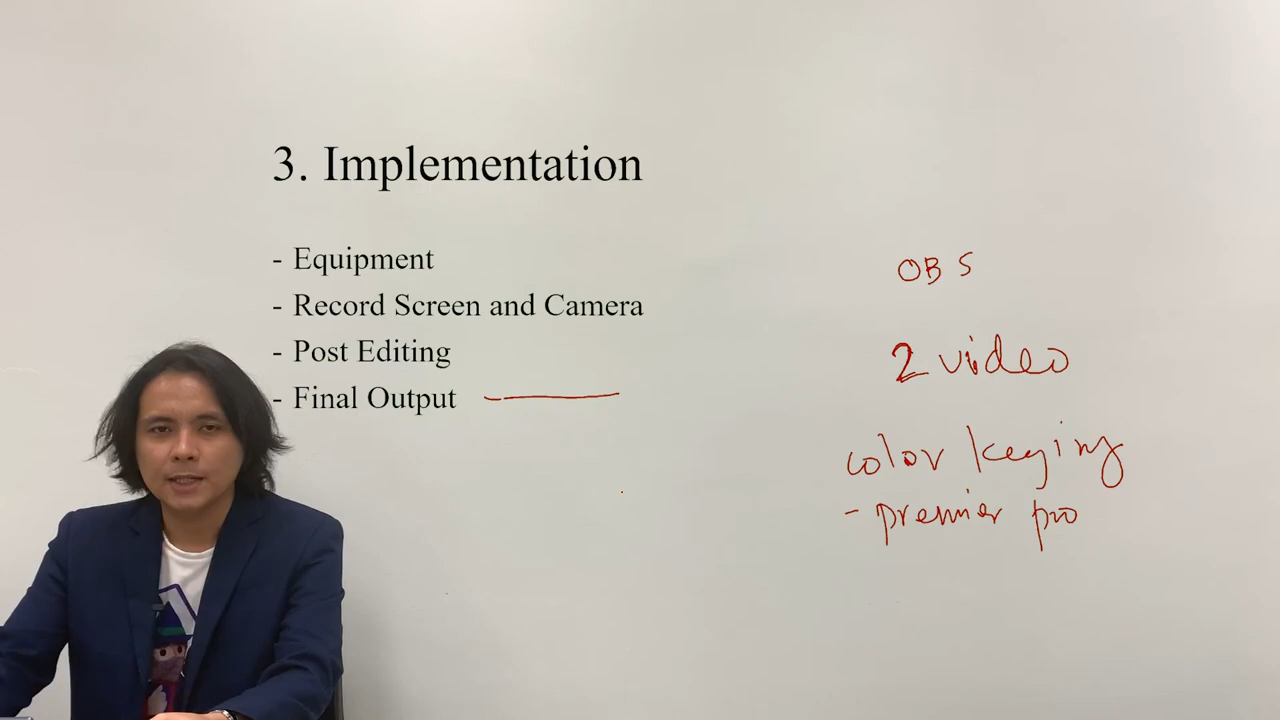 3. Implementation
- Equipment
- Record Screen and Camera
- Post Editing
- Final Output
OBS
2 video
color keying
- premier pro